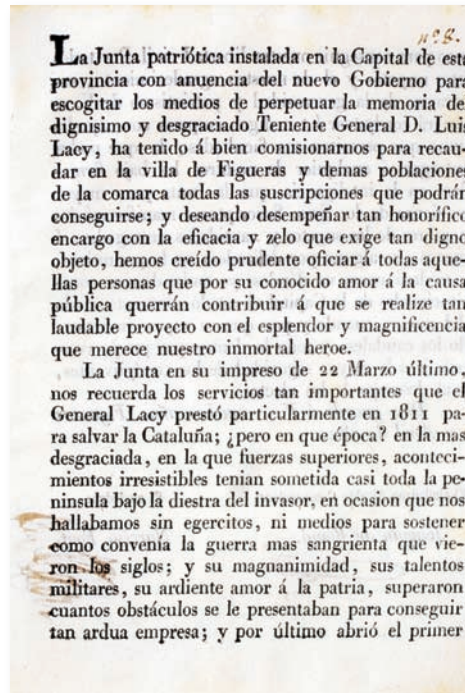 nº 8.
La Junta patriótica instalada en la Capital de esta
provincia con anuencia del nuevo Gobierno para
escogitar los medios de perpetuar la memoria del
dignisimo y desgraciado Teniente General D. Luis
Lacy, ha tenido á bien comisionarnos para recau-
dar en la villa de Figueras y demas poblaciones
de la comarca todas las suscripciones que podrán
conseguirse; y deseando desempeñar tan honorífico
encargo con la eficacia y zelo que exige tan digno
objeto, hemos creído prudente oficiar á todas aque-
llas personas que por su conocido amor á la causa
pública querrán contribuir á que se realize tan
laudable proyecto con el esplendor y magnificencia
que merece nuestro inmortal heroe.
La Junta en su impreso de 22 Marzo último,
nos recuerda los servicios tan importantes que el
General Lacy prestó particularmente en 1811 pa-
ra salvar la Cataluña; ¿pero en que época? en la mas
desgraciada, en la que fuerzas superiores, aconteci-
mientos irresistibles tenian sometida casi toda la pe-
ninsula bajo la diestra del invasor, en ocasion que nos
hallabamos sin egercitos, ni medios para sostener
como convenía la guerra mas sangrienta que vie-
ron los siglos; y su magnanimidad, sus talentos
militares, su ardiente amor á la patria, superaron
cuantos obstáculos se le presentaban para conseguir
tan ardua empresa; y por último abrió el primer